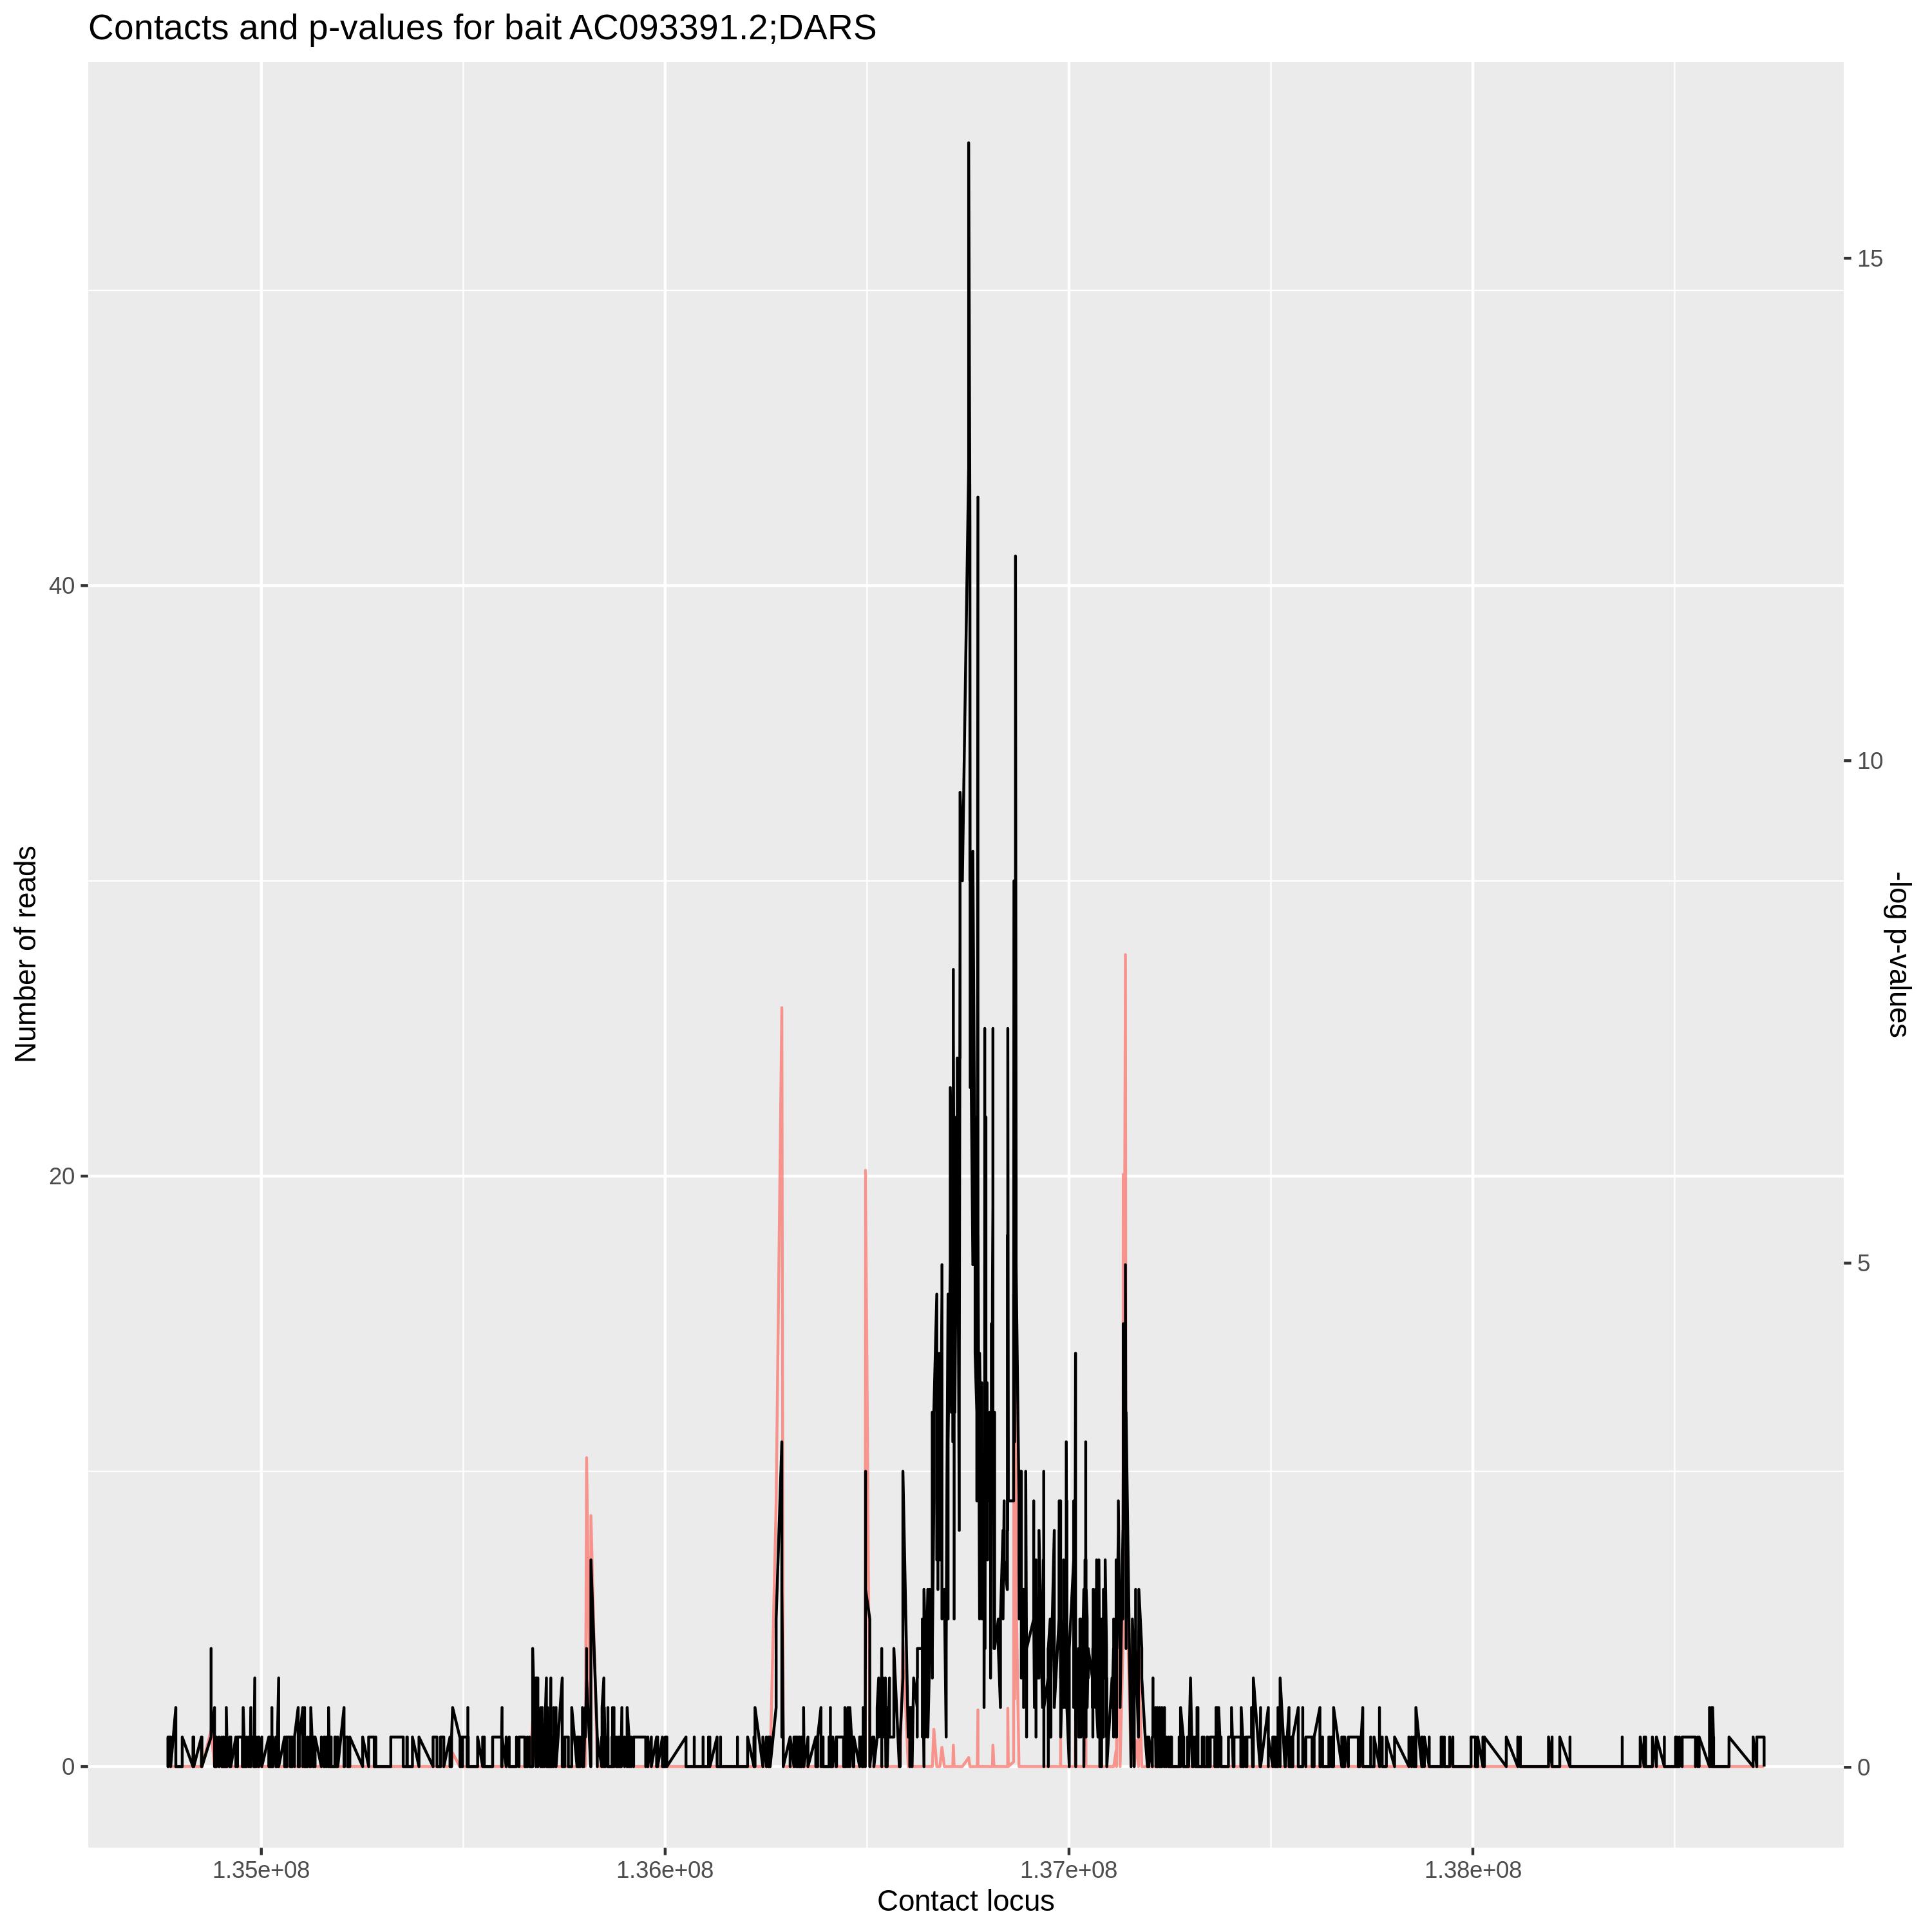 Contacts and p-values for bait AC093391.2;DARS
Number of reads
40
20
0
15
10
5
0
-log p-values
1.35e+08
1.36e+08
1.37e+08
1.38e+08
Contact locus